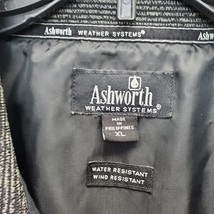 Ashworth WEATHER SYSTEMS®
Ashworth
WEATHER SYSTEMS®
MADE IN
PHILIPPINES
XL
WATER RESISTANT
WIND RESISTANT